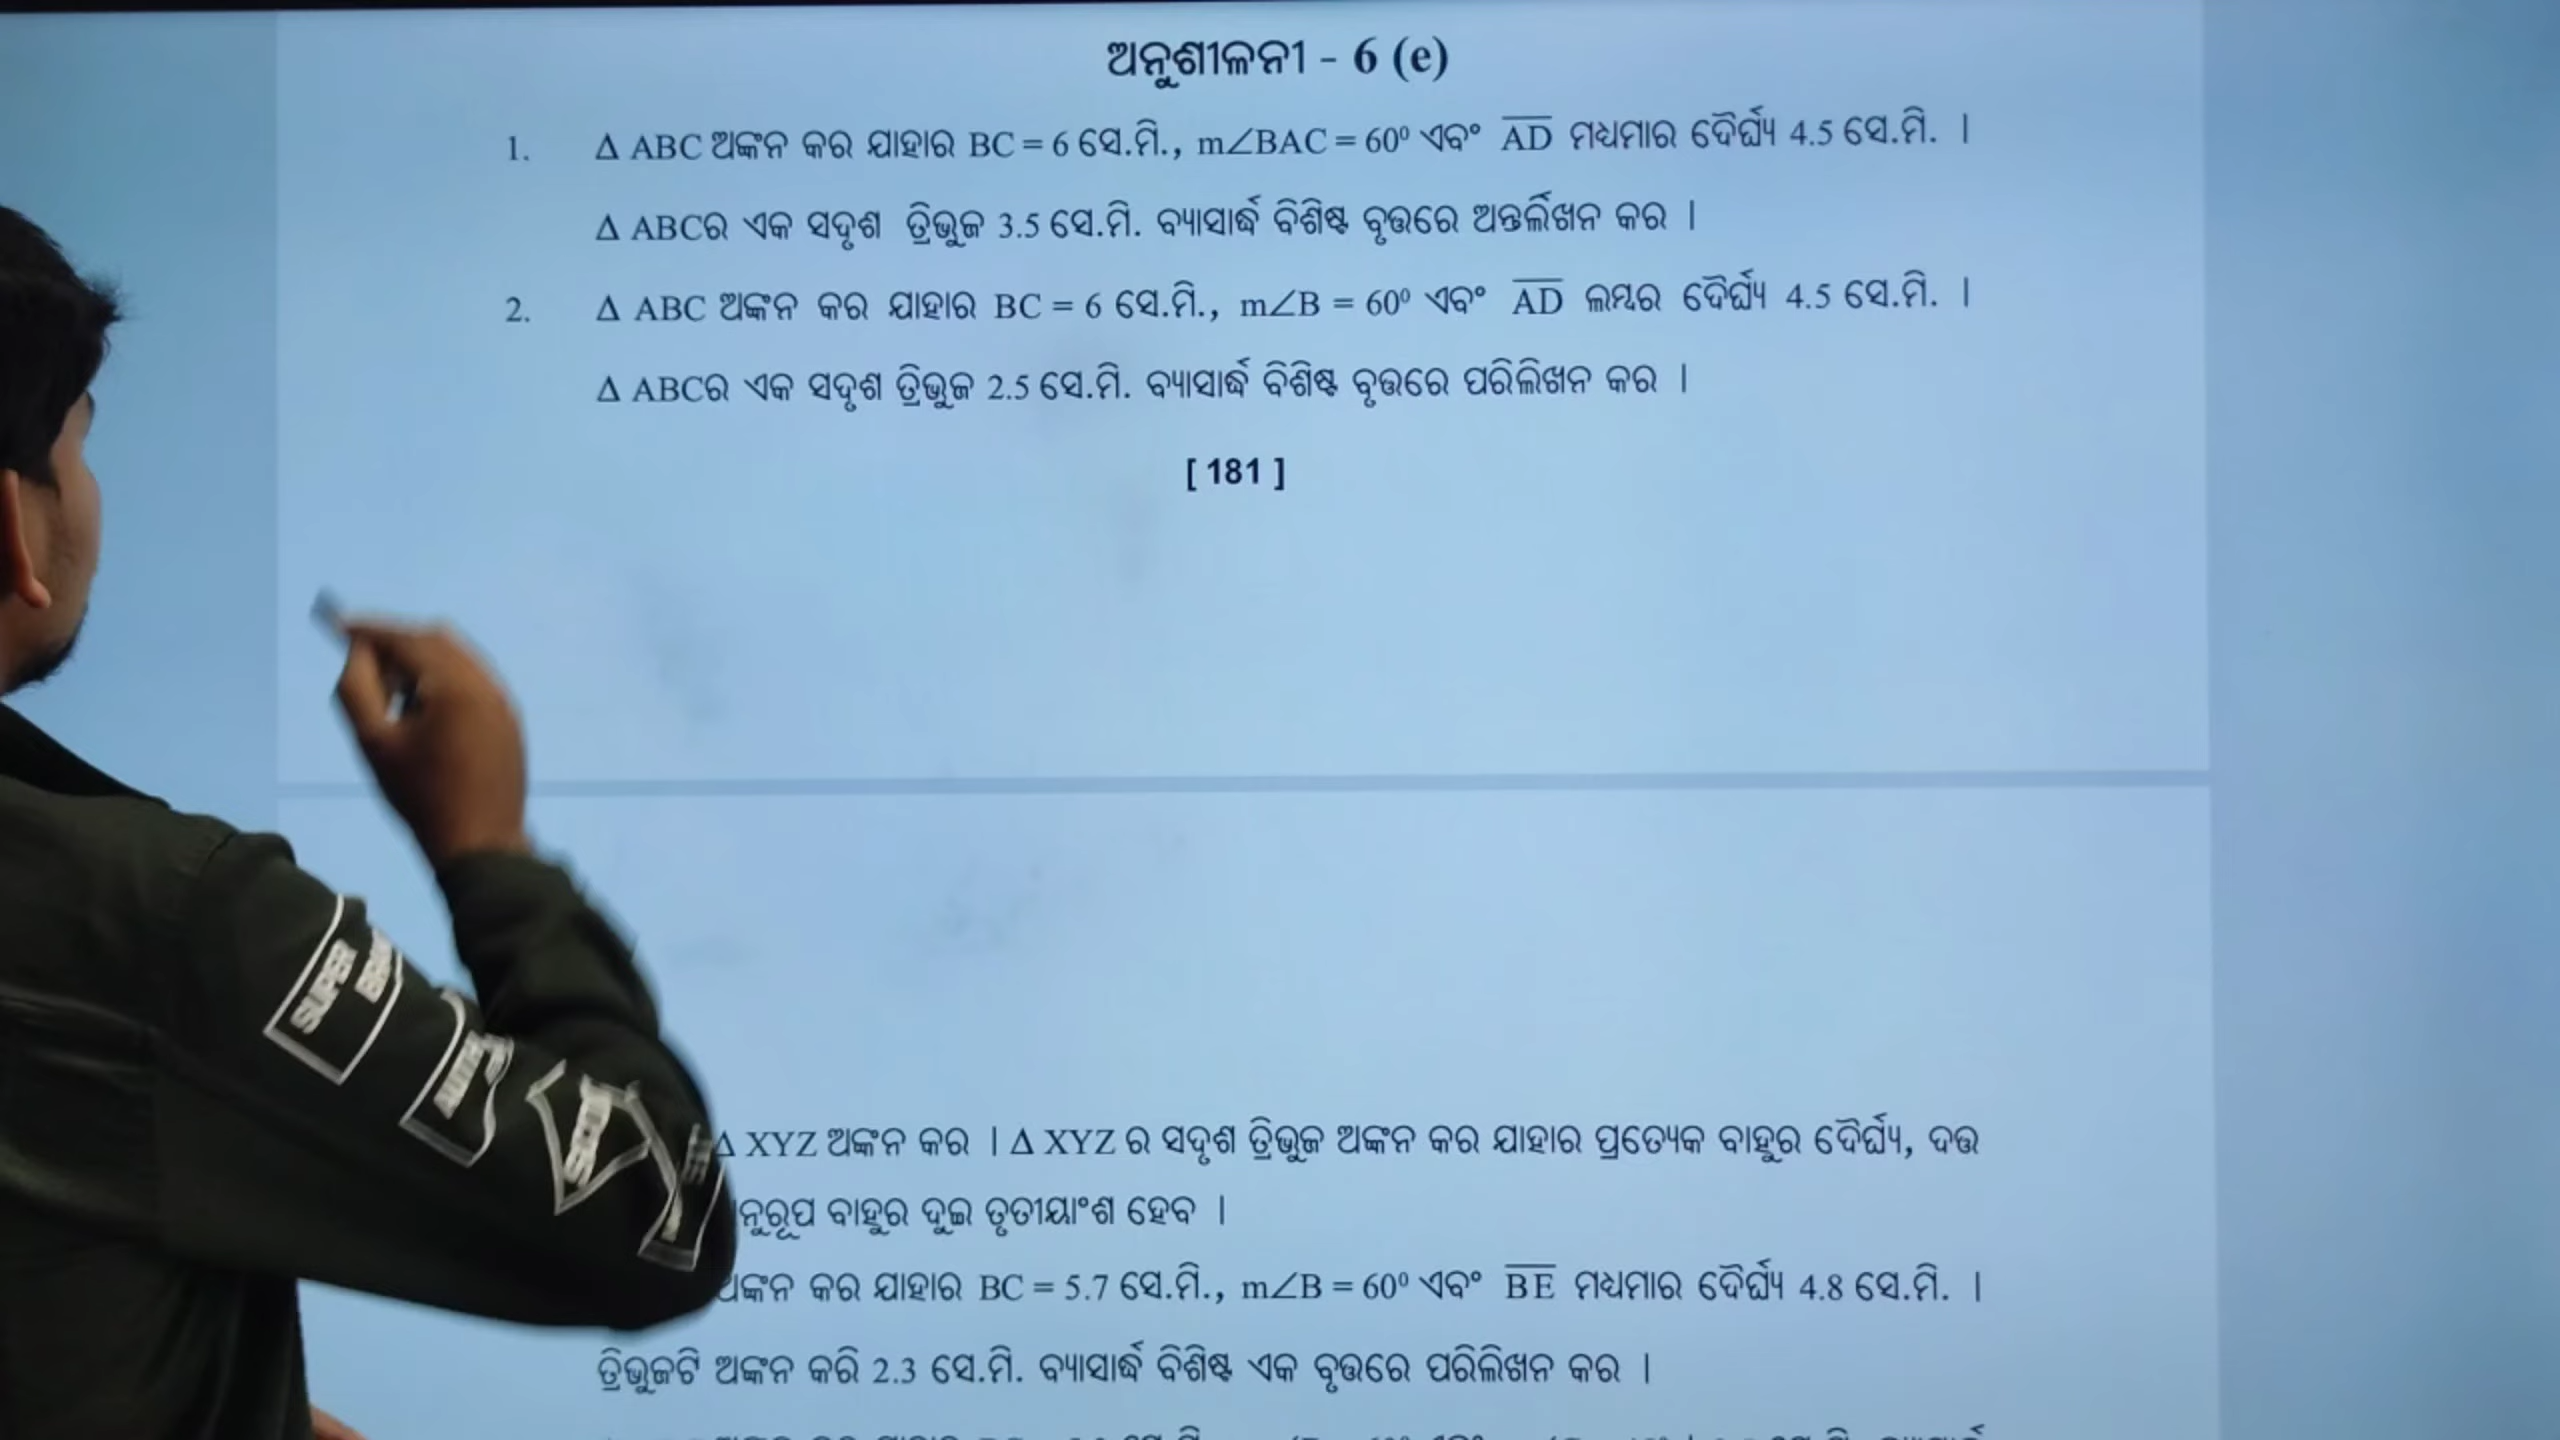 ଅନୁଶୀଳନୀ - 6 (e)
1. Δ ABC ଅଙ୍କନ କର ଯାହାର BC = 6 ସେ.ମି., m∠BAC = 60⁰ ଏବଂ AD ମଧ୍ୟମାର ଦୈର୍ଘ୍ୟ 4.5 ସେ.ମି. ।
Δ ABCର ଏକ ସଦୃଶ ତ୍ରିଭୁଜ 3.5 ସେ.ମି. ବ୍ୟାସାର୍ଦ୍ଧ ବିଶିଷ୍ଟ ବୃତ୍ତରେ ଅନ୍ତର୍ଲିଖନ କର ।
2. Δ ABC ଅଙ୍କନ କର ଯାହାର BC = 6 ସେ.ମି., m∠B = 60⁰ ଏବଂ AD ଲମ୍ବର ଦୈର୍ଘ୍ୟ 4.5 ସେ.ମି. ।
Δ ABCର ଏକ ସଦୃଶ ତ୍ରିଭୁଜ 2.5 ସେ.ମି. ବ୍ୟାସାର୍ଦ୍ଧ ବିଶିଷ୍ଟ ବୃତ୍ତରେ ପରିଲିଖନ କର ।
[ 181 ]
Δ XYZ ଅଙ୍କନ କର । Δ XYZ ର ସଦୃଶ ତ୍ରିଭୁଜ ଅଙ୍କନ କର ଯାହାର ପ୍ରତ୍ୟେକ ବାହୁର ଦୈର୍ଘ୍ୟ, ଦତ୍ତ
ବାହୁର ଦୁଇ ତୃତୀୟାଂଶ ହେବ ।
ଅଙ୍କନ କର ଯାହାର BC = 5.7 ସେ.ମି., m∠B = 60⁰ ଏବଂ BE ମଧ୍ୟମାର ଦୈର୍ଘ୍ୟ 4.8 ସେ.ମି. ।
ତ୍ରିଭୁଜଟି ଅଙ୍କନ କରି 2.3 ସେ.ମି. ବ୍ୟାସାର୍ଦ୍ଧ ବିଶିଷ୍ଟ ଏକ ବୃତ୍ତରେ ପରିଲିଖନ କର ।
SUPER